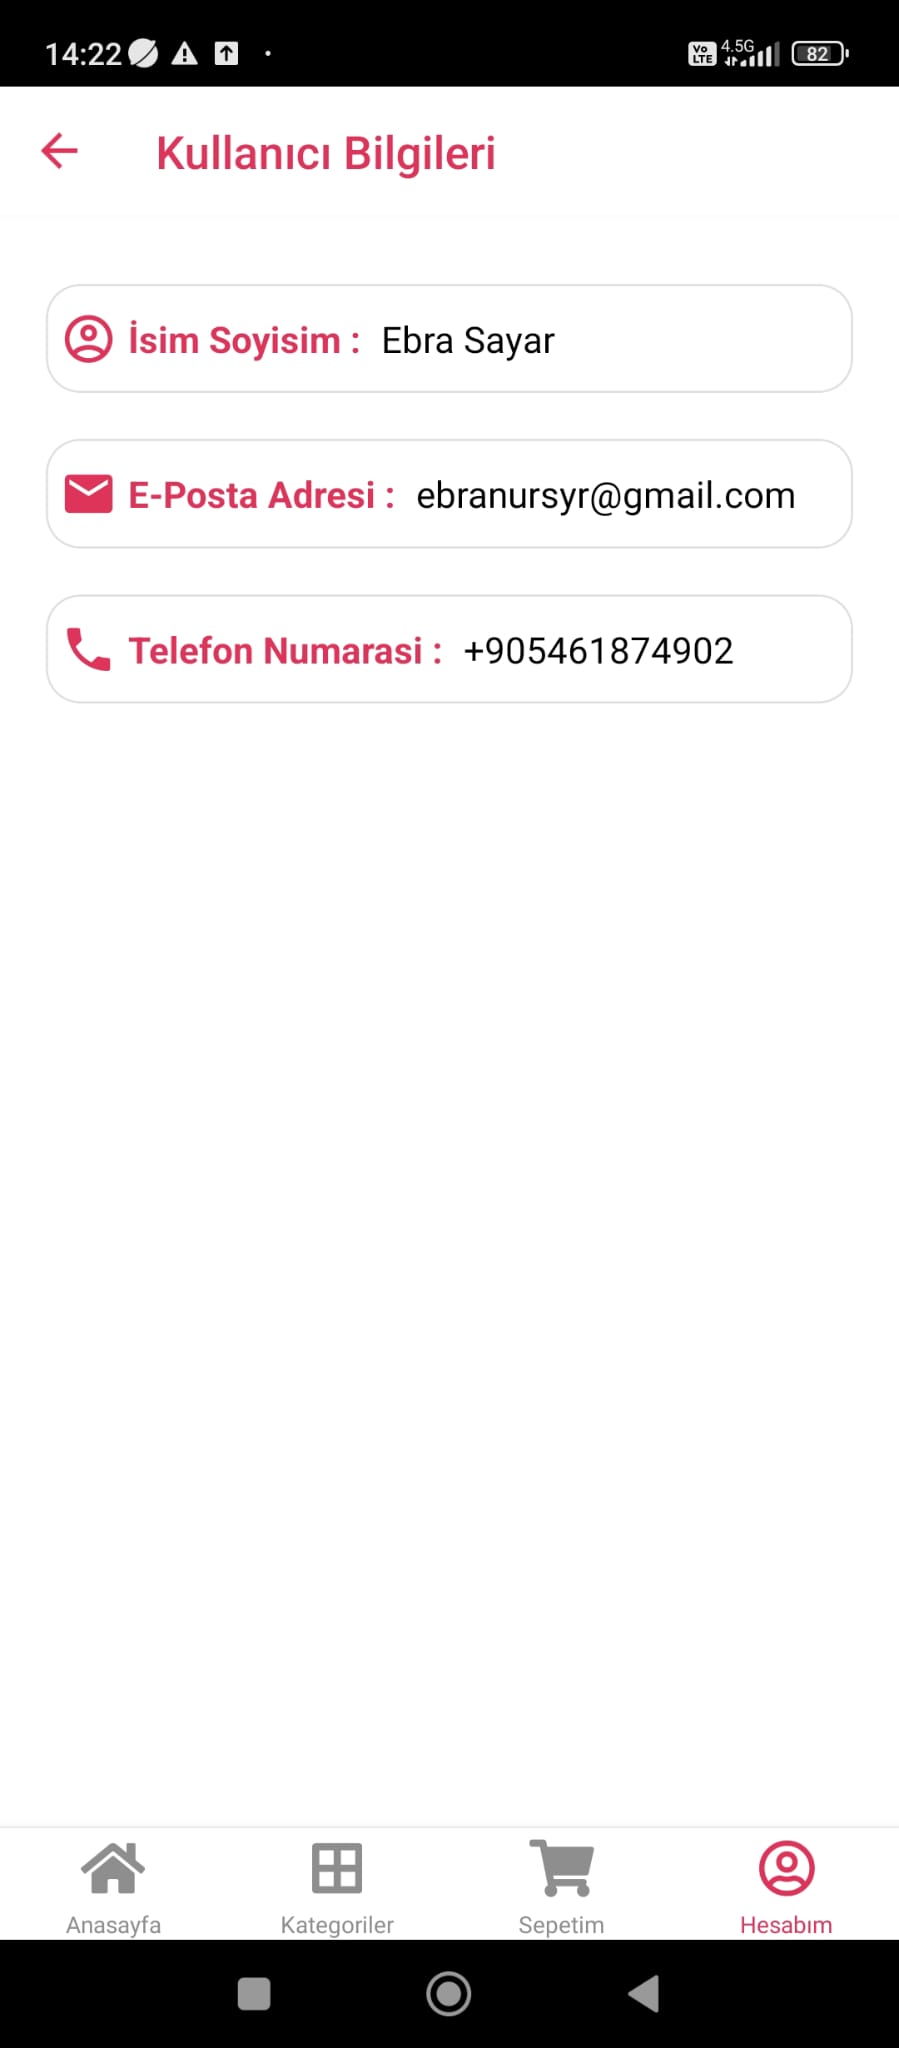 14:22
Vo LTE 4.5G 82
Kullanıcı Bilgileri
İsim Soyisim : Ebra Sayar
E-Posta Adresi : ebranursyr@gmail.com
Telefon Numarasi : +905461874902
Anasayfa Kategoriler Sepetim Hesabım